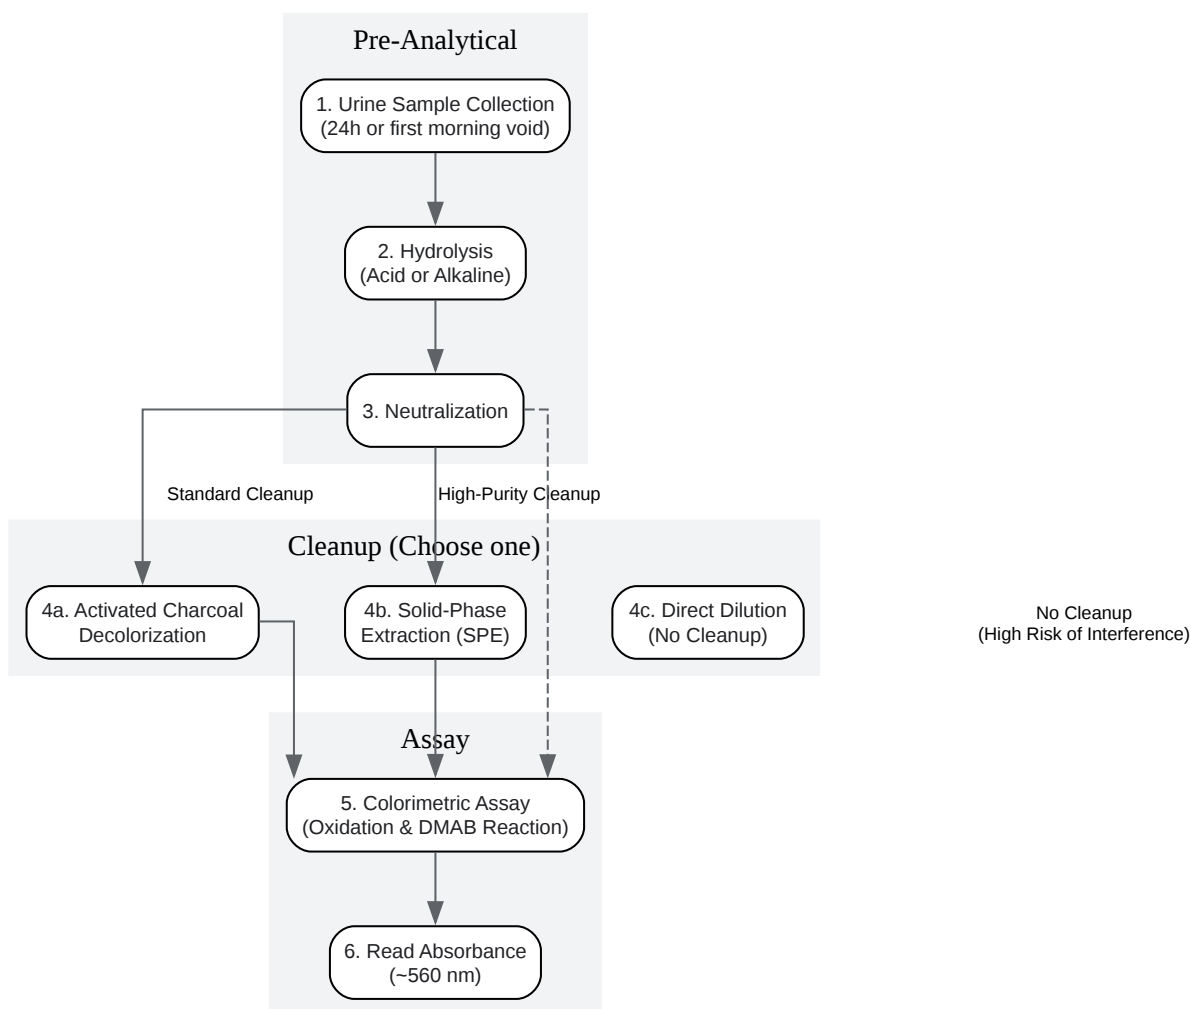 Pre-Analytical
1. Urine Sample Collection
(24h or first morning void)
2. Hydrolysis
(Acid or Alkaline)
3. Neutralization
Standard Cleanup
High-Purity Cleanup
Cleanup (Choose one)
4a. Activated Charcoal
Decolorization
4b. Solid-Phase
Extraction (SPE)
4c. Direct Dilution
(No Cleanup)
No Cleanup
(High Risk of Interference)
Assay
5. Colorimetric Assay
(Oxidation & DMAB Reaction)
6. Read Absorbance
(~560 nm)